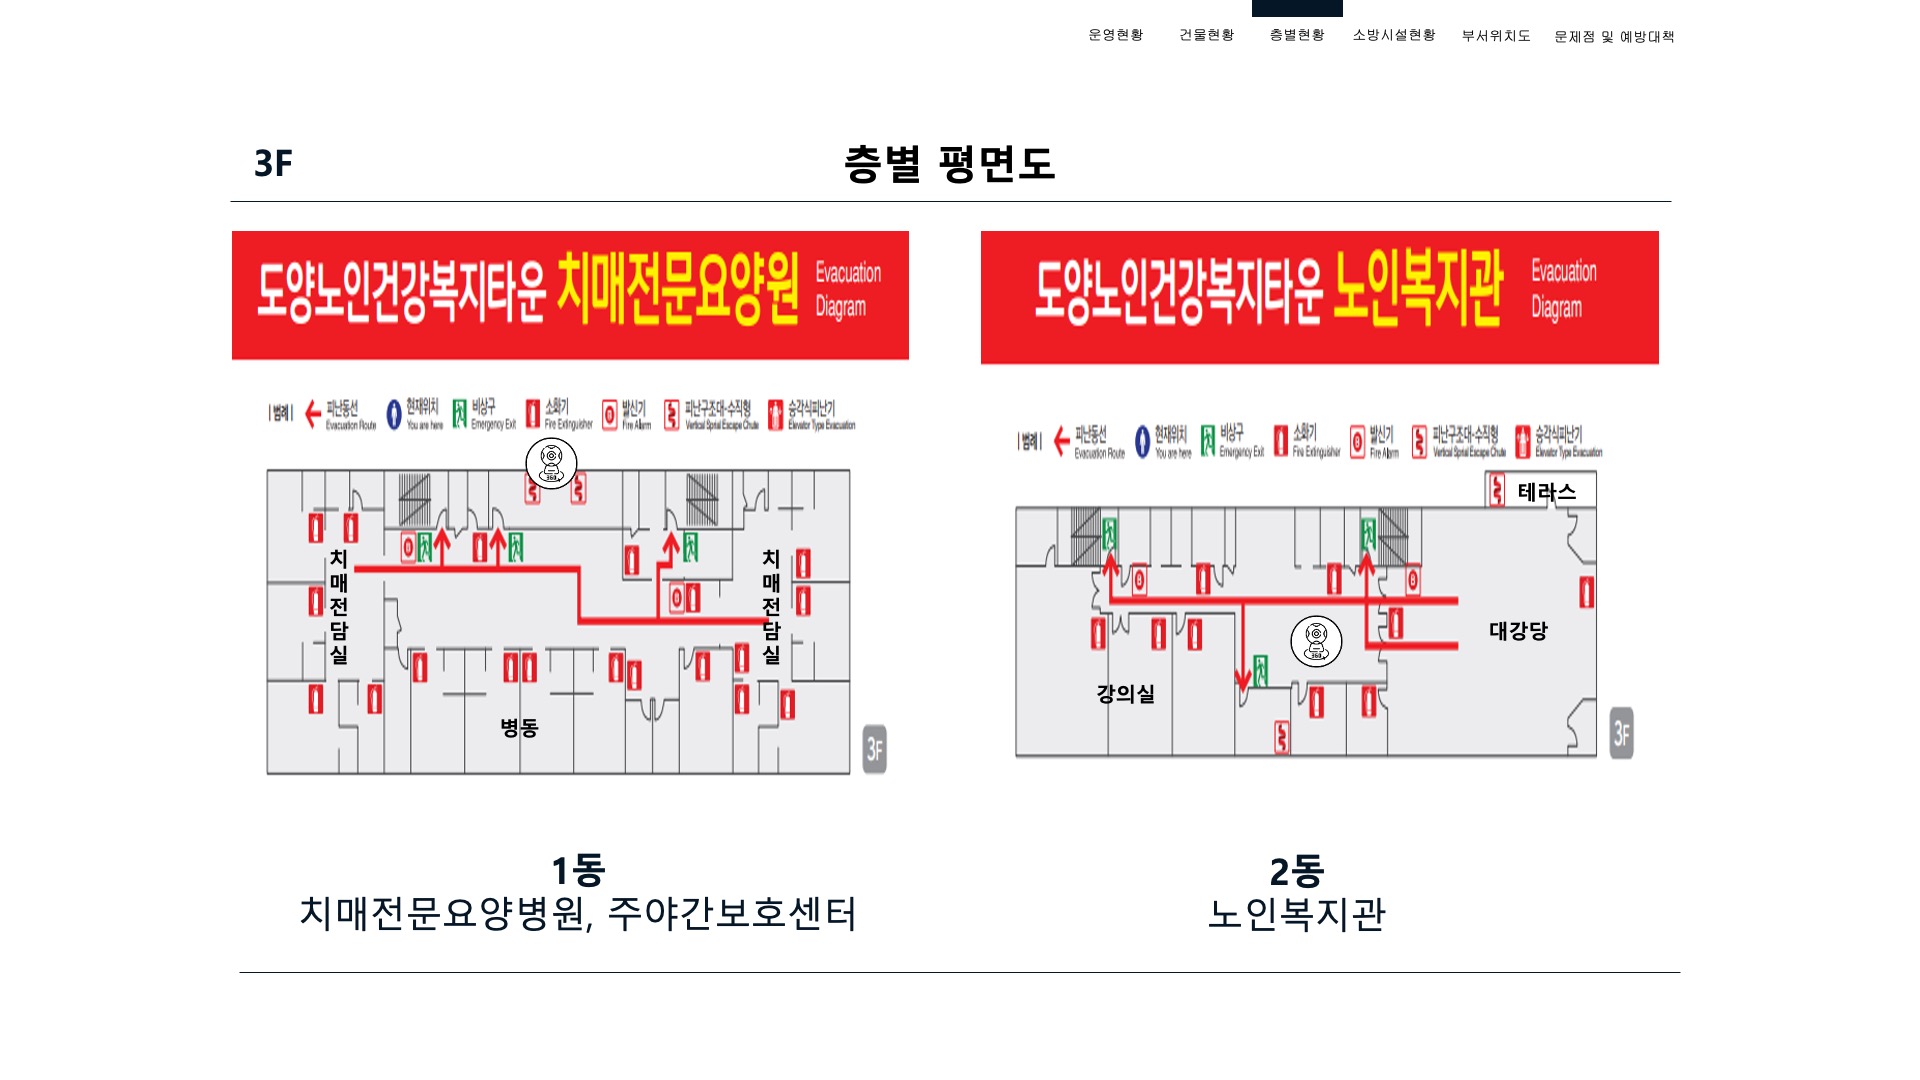 운영현황 건물현황 층별현황 소방시설현황 부서위치도 문제점 및 예방대책
3F
층별 평면도
도양노인건강복지타운 치매전문요양원 Evacuation Diagram
범례 피난동선 Evacuation Route 현재위치 You are here 비상구 Emergency Exit 소화기 Fire Extinguisher 발신기 Fire Alarm 피난구조대-수직형 Vertical Sprial Escape Chute 승각식피난기 Elevator Type Evacuation
360
치매전담실
치매전담실
병동
3F
1동
치매전문요양병원, 주야간보호센터
도양노인건강복지타운 노인복지관 Evacuation Diagram
범례 피난동선 Evacuation Route 현재위치 You are here 비상구 Emergency Exit 소화기 Fire Extinguisher 발신기 Fire Alarm 피난구조대-수직형 Vertical Sprial Escape Chute 승각식피난기 Elevator Type Evacuation
테라스
대강당
360
강의실
3F
2동
노인복지관